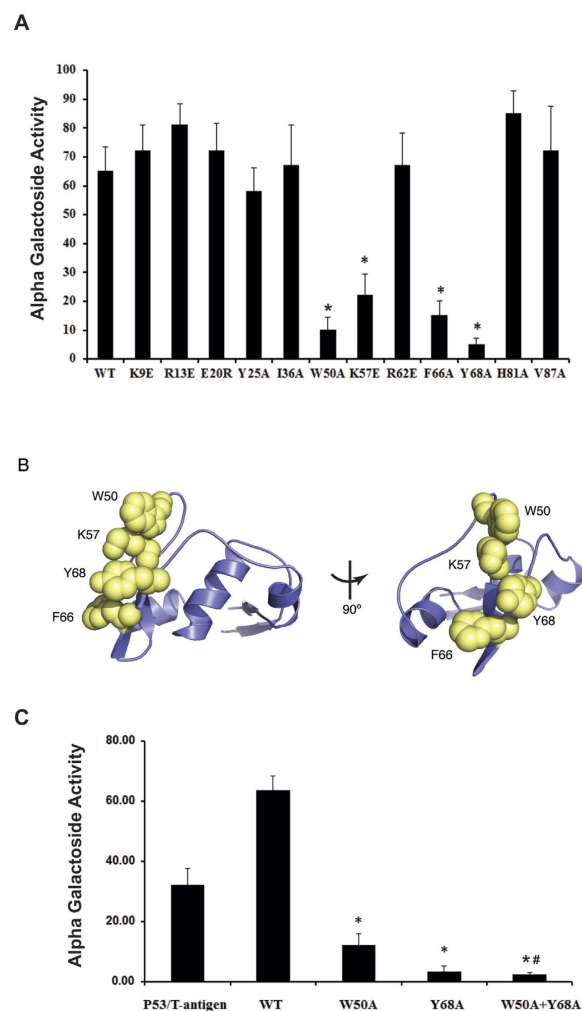 A
Alpha Galactoside Activity
100
90
80
70
60
50
40
30
20
10
0
* * * *
WT K9E R13E E20R Y25A I36A W50A K57E R62E F66A Y68A H81A V87A
B
W50
K57
Y68
F66
90°
W50
K57
Y68
F66
C
Alpha Galactoside Activity
80.00
60.00
40.00
20.00
0.00
* * *#
P53/T-antigen WT W50A Y68A W50A+Y68A